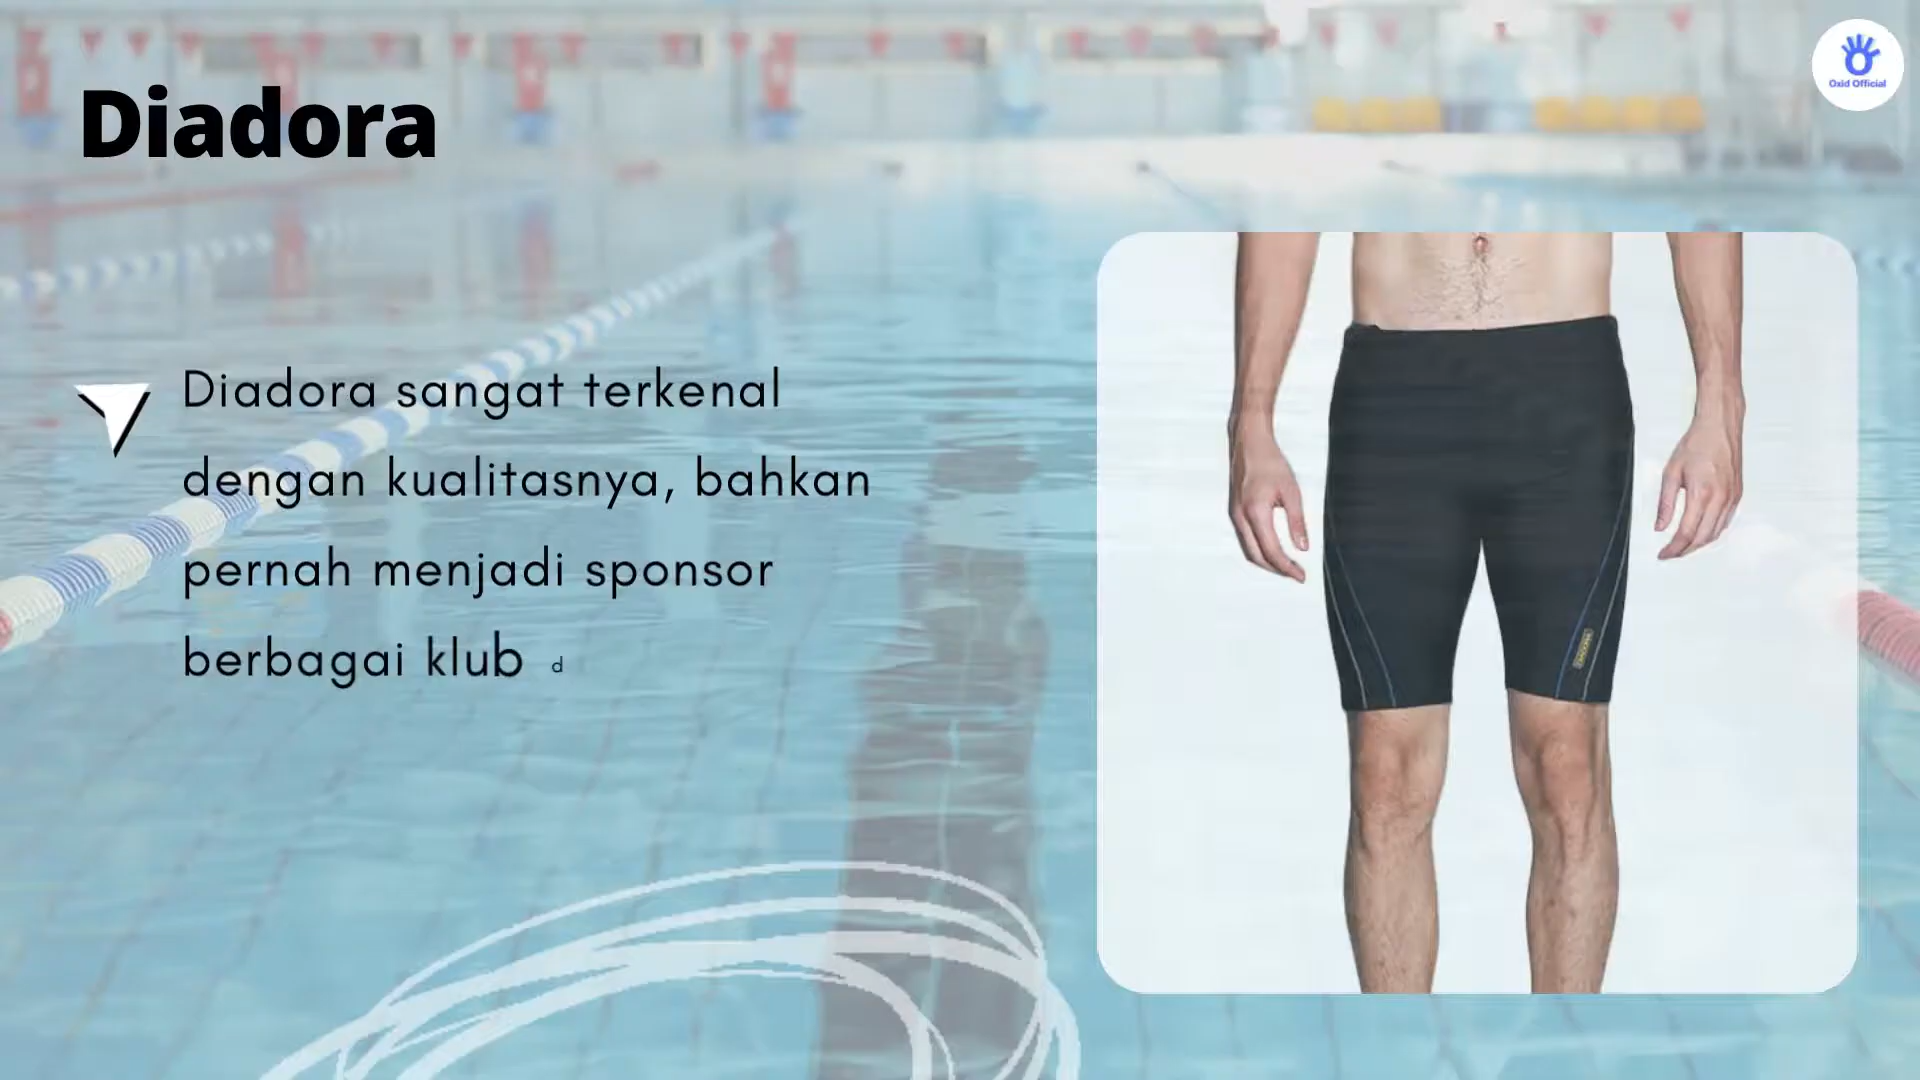 Diadora
Oxid Official
Diadora sangat terkenal
dengan kualitasnya, bahkan
pernah menjadi sponsor
berbagai klub d